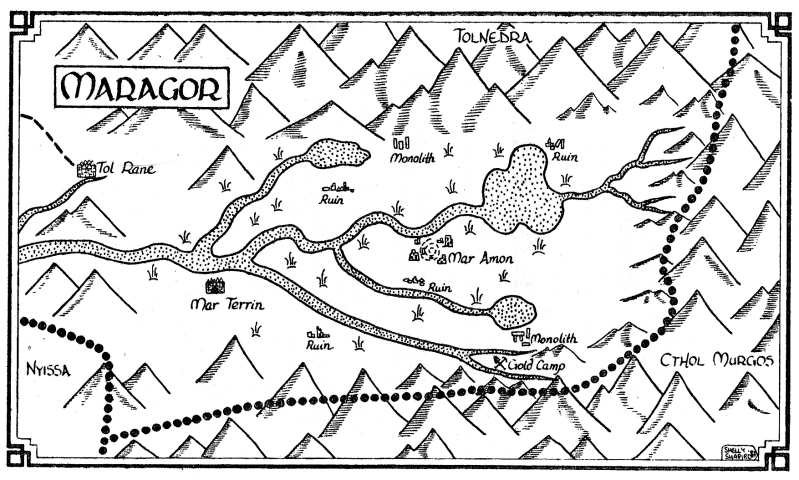 TOLNEDRA
MARAGOR
Monolith
Ruin
Tol Rane
Ruin
Mar Amon
Ruin
Mar Terrin
Ruin
Monolith
Gold Camp
NYISSA
CTHOL MURGOS
SHELLY
SHAPIRO